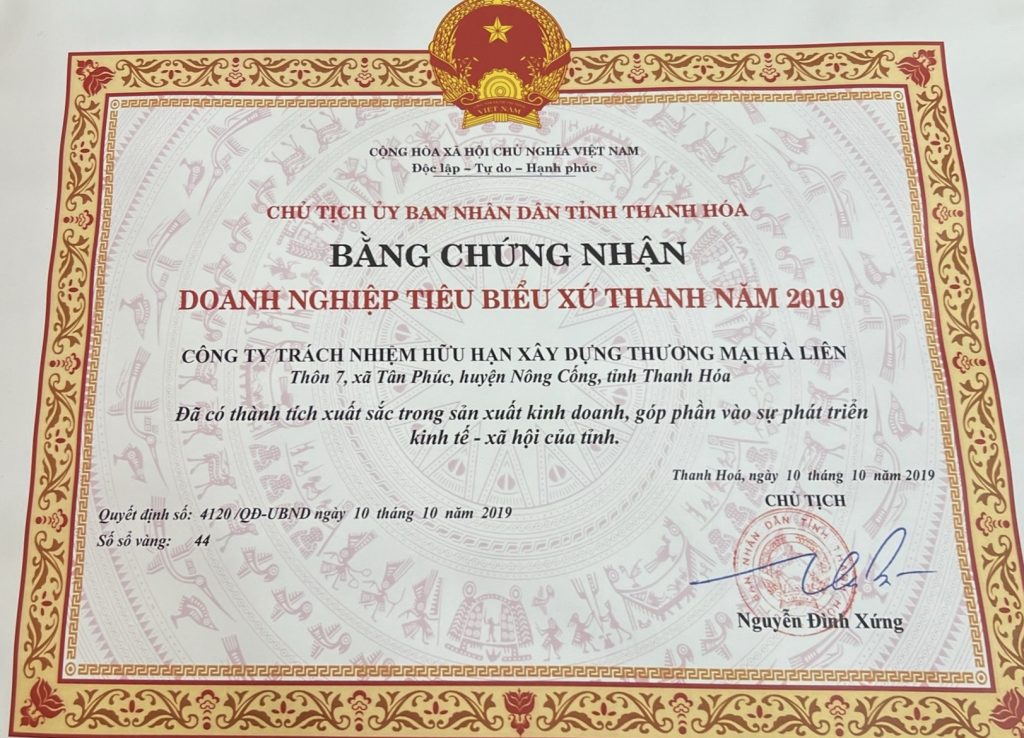 VIỆT NAM
CỘNG HÒA XÃ HỘI CHỦ NGHĨA VIỆT NAM
Độc lập – Tự do – Hạnh phúc
CHỦ TỊCH ỦY BAN NHÂN DÂN TỈNH THANH HÓA
BẰNG CHỨNG NHẬN
DOANH NGHIỆP TIÊU BIỂU XỨ THANH NĂM 2019
CÔNG TY TRÁCH NHIỆM HỮU HẠN XÂY DỰNG THƯƠNG MẠI HÀ LIÊN
Thôn 7, xã Tân Phúc, huyện Nông Cống, tỉnh Thanh Hóa
Đã có thành tích xuất sắc trong sản xuất kinh doanh, góp phần vào sự phát triển
kinh tế - xã hội của tỉnh.
Thanh Hoá, ngày 10 tháng 10 năm 2019
CHỦ TỊCH
Quyết định số: 4120 /QĐ-UBND ngày 10 tháng 10 năm 2019
Số sổ vàng: 44
NHÂN DÂN TỈNH
Nguyễn Đình Xứng